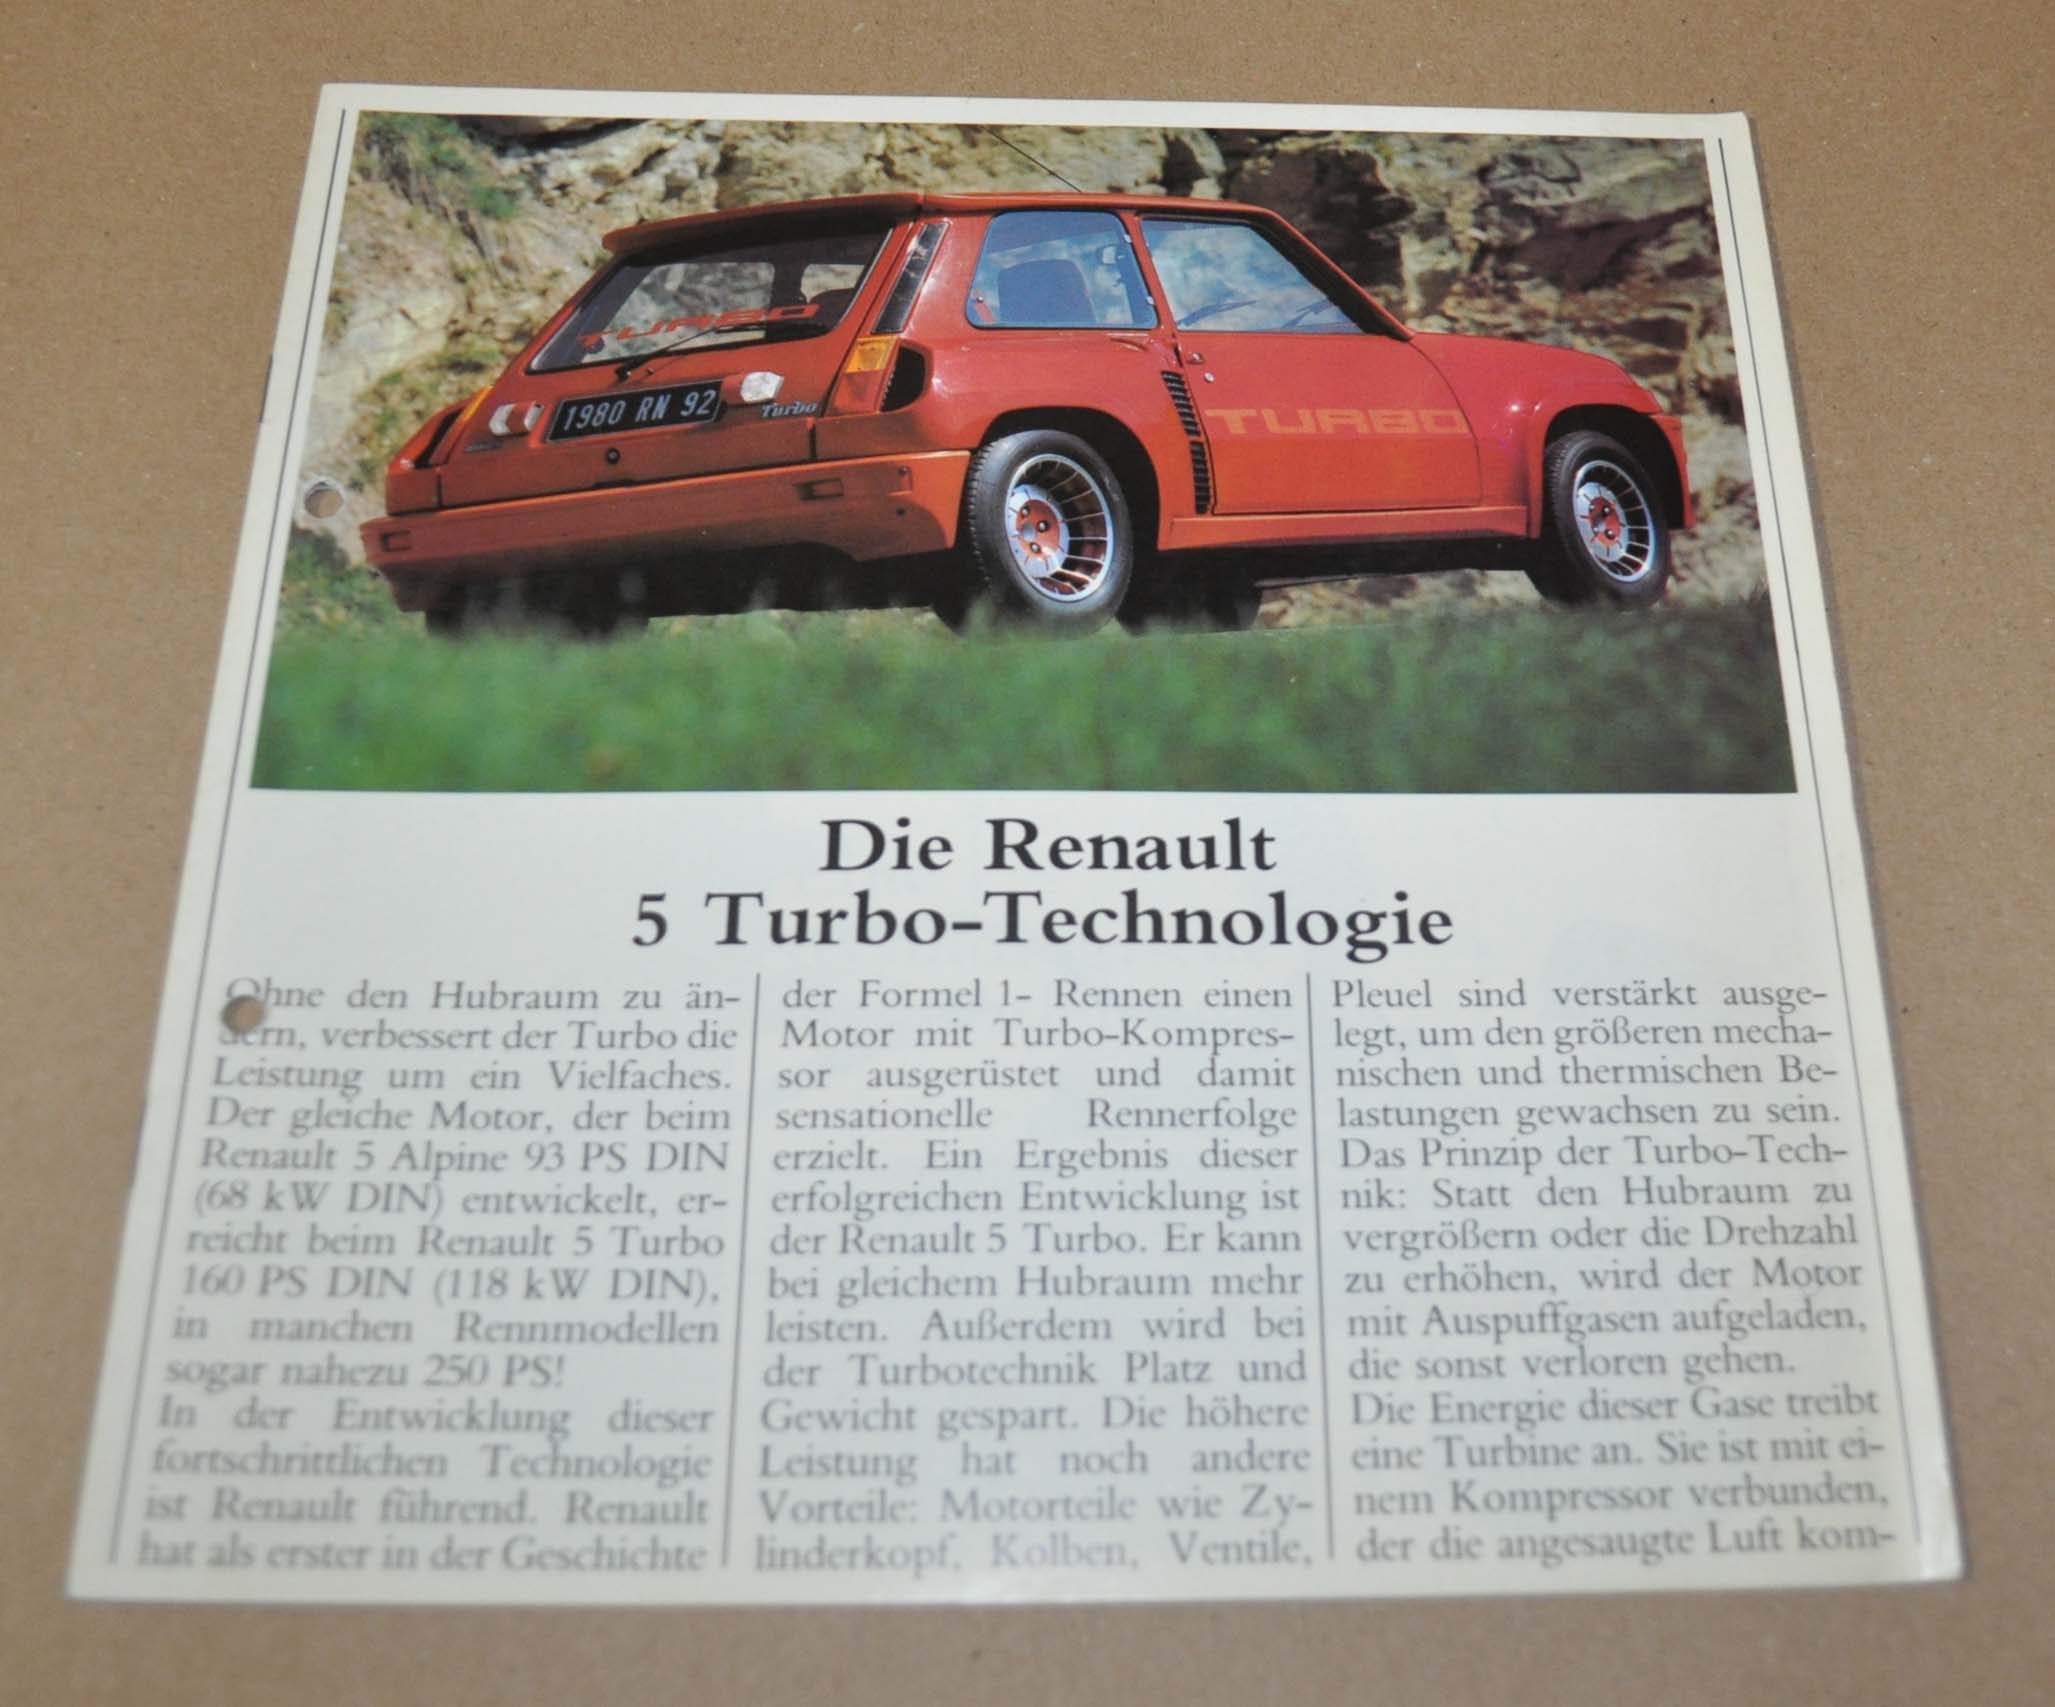 TURBO
1980 RN 92
Turbo
TURBO
Die Renault
5 Turbo-Technologie
Ohne den Hubraum zu än-
dern, verbessert der Turbo die
Leistung um ein Vielfaches.
Der gleiche Motor, der beim
Renault 5 Alpine 93 PS DIN
(68 kW DIN) entwickelt, er-
reicht beim Renault 5 Turbo
160 PS DIN (118 kW DIN),
in manchen Rennmodellen
sogar nahezu 250 PS!
In der Entwicklung dieser
fortschrittlichen Technologie
ist Renault führend. Renault
hat als erster in der Geschichte
der Formel 1- Rennen einen
Motor mit Turbo-Kompres-
sor ausgerüstet und damit
sensationelle Rennerfolge
erzielt. Ein Ergebnis dieser
erfolgreichen Entwicklung ist
der Renault 5 Turbo. Er kann
bei gleichem Hubraum mehr
leisten. Außerdem wird bei
der Turbotechnik Platz und
Gewicht gespart. Die höhere
Leistung hat noch andere
Vorteile: Motorteile wie Zy-
linderkopf, Kolben, Ventile,
Pleuel sind verstärkt ausge-
legt, um den größeren mecha-
nischen und thermischen Be-
lastungen gewachsen zu sein.
Das Prinzip der Turbo-Tech-
nik: Statt den Hubraum zu
vergrößern oder die Drehzahl
zu erhöhen, wird der Motor
mit Auspuffgasen aufgeladen,
die sonst verloren gehen.
Die Energie dieser Gase treibt
eine Turbine an. Sie ist mit ei-
nem Kompressor verbunden,
der die angesaugte Luft kom-